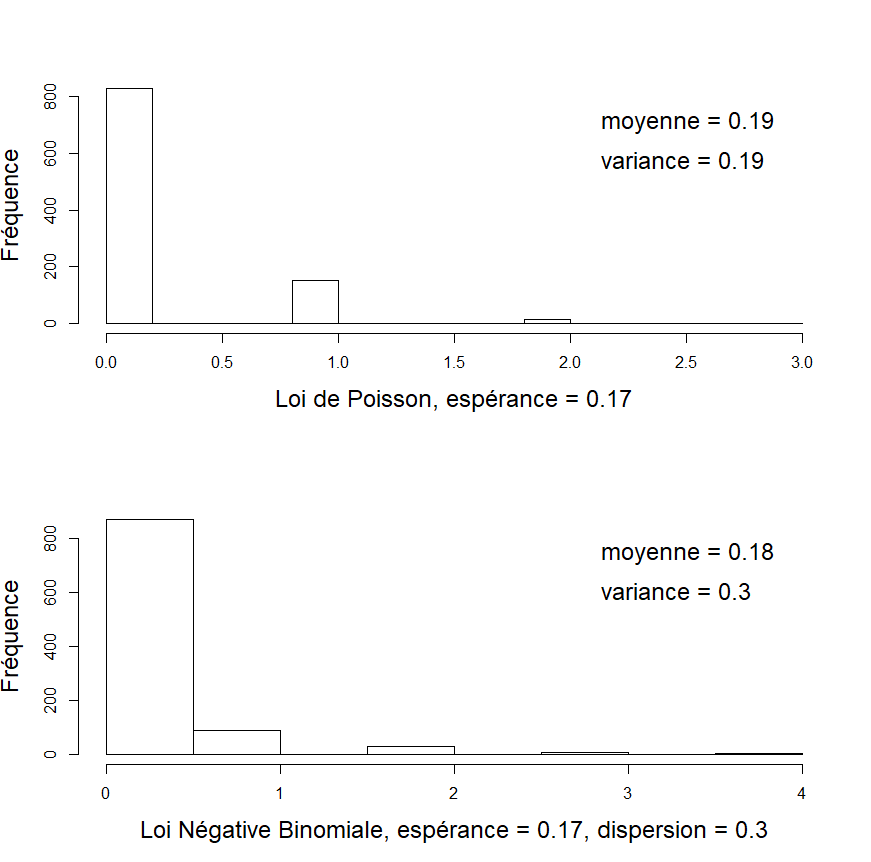 moyenne = 0.19
variance = 0.19
Fréquence
0 200 400 600 800
0.0 0.5 1.0 1.5 2.0 2.5 3.0
Loi de Poisson, espérance = 0.17
moyenne = 0.18
variance = 0.3
Fréquence
0 200 400 600 800
0 1 2 3 4
Loi Négative Binomiale, espérance = 0.17, dispersion = 0.3